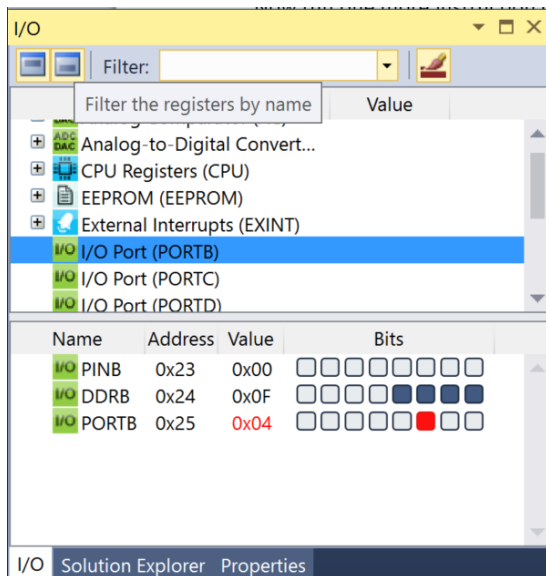 I/O
Filter:
Filter the registers by name
Value
ADC
DAC
Analog-to-Digital Convert...
CPU Registers (CPU)
EEPROM (EEPROM)
External Interrupts (EXINT)
I/O I/O Port (PORTB)
I/O I/O Port (PORTC)
I/O I/O Port (PORTD)
Name Address Value Bits
I/O PINB 0x23 0x00
I/O DDRB 0x24 0x0F
I/O PORTB 0x25 0x04
I/O Solution Explorer Properties